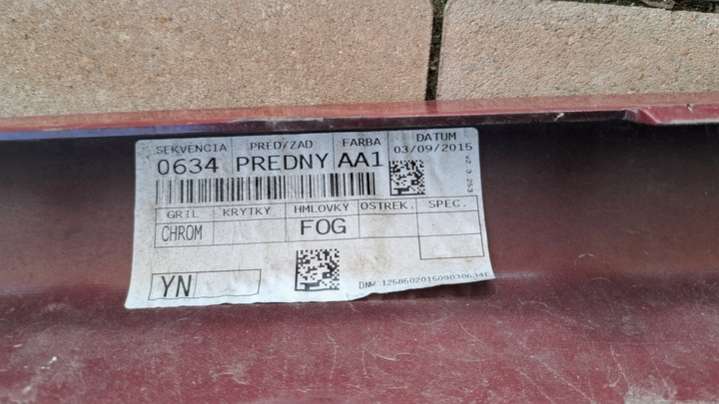 SEKVENCIA PRED/ZAD FARBA DATUM
0634 PREDNY AA1 03/09/2015
GRIL KRYTKY HMLOVKY OSTREK. SPEC.
CHROM FOG
YN